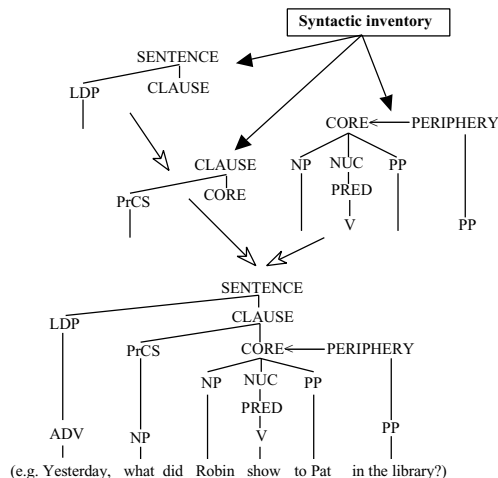 Syntactic inventory
SENTENCE
LDP CLAUSE
CORE PERIPHERY
CLAUSE NP NUC PP
PrCS CORE PRED
V PP
SENTENCE
LDP CLAUSE
PrCS CORE PERIPHERY
NP NUC PP
PRED
ADV NP V PP
(e.g. Yesterday, what did Robin show to Pat in the library?)